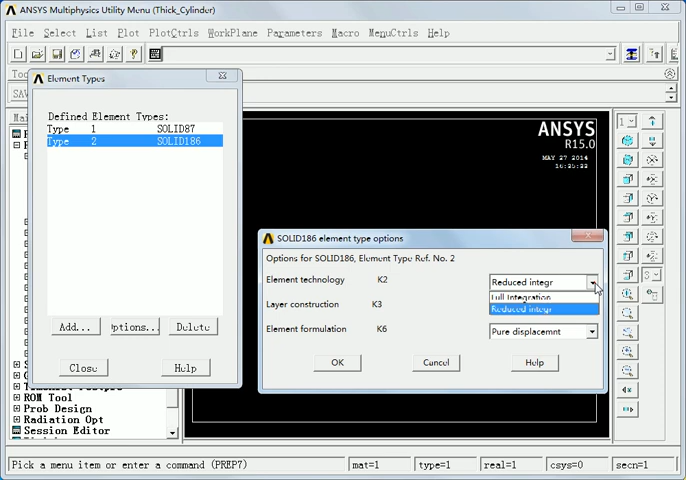 ANSYS Multiphysics Utility Menu (Thick_Cylinder)
File Select List Plot PlotCtrls WorkPlane Parameters Macro MenuCtrls Help
Element Types
Defined Element Types:
Type 1 SOLID87
Type 2 SOLID186
Add... Options... Delete
Close Help
ANSYS
R15.0
MAY 27 2014
SOLID186 element type options
Options for SOLID186, Element Type Ref. No. 2
Element technology K2 Reduced integr
Full Integration
Reduced integr
Layer construction K3
Element formulation K6 Pure displacemnt
OK Cancel Help
ROM Tool
Prob Design
Radiation Opt
Session Editor
1
3
Pick a menu item or enter a command (PREP7) mat=1 type=1 real=1 csys=0 secn=1